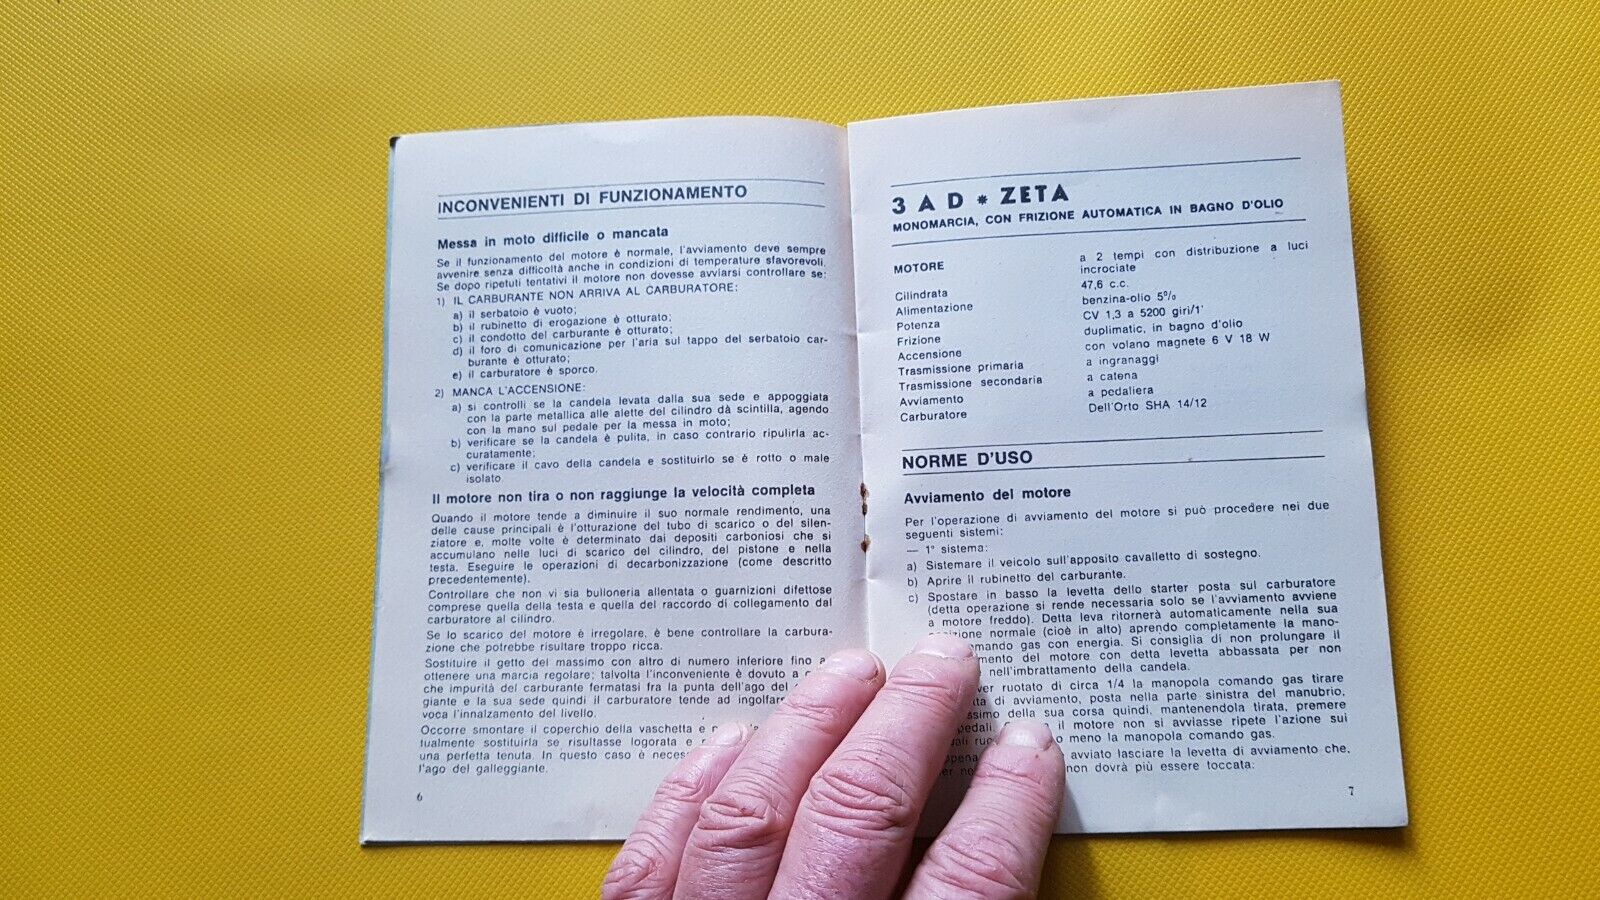 INCONVENIENTI DI FUNZIONAMENTO
Messa in moto difficile o mancata
Se il funzionamento del motore è normale, l'avviamento deve sempre
avvenire senza difficoltà anche in condizioni di temperature sfavorevoli.
Se dopo ripetuti tentativi il motore non dovesse avviarsi controllare se:
1) IL CARBURANTE NON ARRIVA AL CARBURATORE:
a) il serbatoio è vuoto;
b) il rubinetto di erogazione è otturato;
c) il condotto del carburante è otturato;
d) il foro di comunicazione per l'aria sul tappo del serbatoio car-
burante è otturato;
e) il carburatore è sporco.
2) MANCA L'ACCENSIONE:
a) si controlli se la candela levata dalla sua sede e appoggiata
con la parte metallica alle alette del cilindro dà scintilla, agendo
con la mano sul pedale per la messa in moto;
b) verificare se la candela è pulita, in caso contrario ripulirla ac-
curatamente;
c) verificare il cavo della candela e sostituirlo se è rotto o male
isolato.
Il motore non tira o non raggiunge la velocità completa
Quando il motore tende a diminuire il suo normale rendimento, una
delle cause principali è l'otturazione del tubo di scarico o del silen-
ziatore e, molte volte è determinato dai depositi carboniosi che si
accumulano nelle luci di scarico del cilindro, del pistone e nella
testa. Eseguire le operazioni di decarbonizzazione (come descritto
precedentemente).
Controllare che non vi sia bulloneria allentata o guarnizioni difettose
comprese quella della testa e quella del raccordo di collegamento dal
carburatore al cilindro.
Se lo scarico del motore è irregolare, è bene controllare la carbura-
zione che potrebbe risultare troppo ricca.
Sostituire il getto del massimo con altro di numero inferiore fino a
ottenere una marcia regolare; talvolta l'inconveniente è dovuto a
che impurità del carburante fermatasi fra la punta dell'ago del
giante e la sua sede quindi il carburatore tende ad ingolfar
voca l'innalzamento del livello.
Occorre smontare il coperchio della vaschetta e
tualmente sostituirla se risultasse logorata e
una perfetta tenuta. In questo caso è neces
l'ago del galleggiante.
6
3 A D * ZETA
MONOMARCIA, CON FRIZIONE AUTOMATICA IN BAGNO D'OLIO
MOTORE a 2 tempi con distribuzione a luci
incrociate
Cilindrata 47,6 c.c.
Alimentazione benzina-olio 5%
Potenza CV 1,3 a 5200 giri/1'
Frizione duplimatic, in bagno d'olio
Accensione con volano magnete 6 V 18 W
Trasmissione primaria a ingranaggi
Trasmissione secondaria a catena
Avviamento a pedaliera
Carburatore Dell'Orto SHA 14/12
NORME D'USO
Avviamento del motore
Per l'operazione di avviamento del motore si può procedere nei due
seguenti sistemi:
— 1° sistema:
a) Sistemare il veicolo sull'apposito cavalletto di sostegno.
b) Aprire il rubinetto del carburante.
c) Spostare in basso la levetta dello starter posta sul carburatore
(detta operazione si rende necessaria solo se l'avviamento avviene
a motore freddo). Detta leva ritornerà automaticamente nella sua
posizione normale (cioè in alto) aprendo completamente la mano-
omando gas con energia. Si consiglia di non prolungare il
mento del motore con detta levetta abbassata per non
e nell'imbrattamento della candela.
ver ruotato di circa 1/4 la manopola comando gas tirare
ta di avviamento, posta nella parte sinistra del manubrio,
ssimo della sua corsa quindi, mantenendola tirata, premere
pedali. il motore non si avviasse ripete l'azione sui
ali ruo o meno la manopola comando gas.
pena avviato lasciare la levetta di avviamento che,
er ne non dovrà più essere toccata.
7